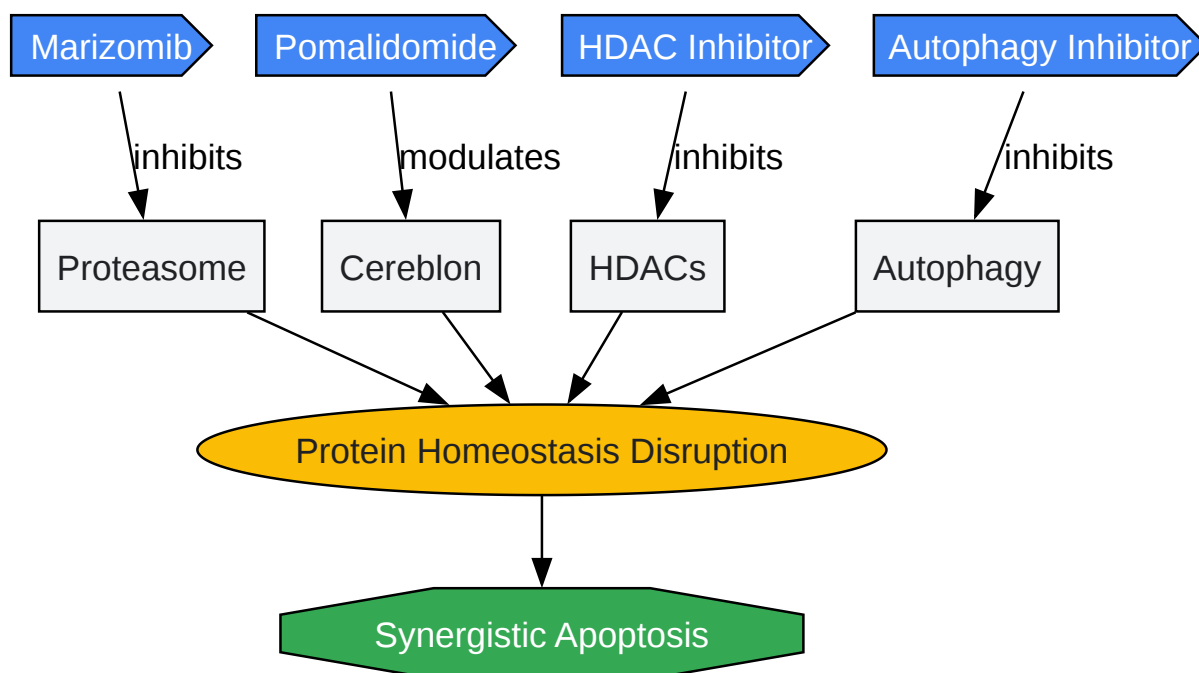 Marizomib
Pomalidomide
HDAC Inhibitor
Autophagy Inhibitor
inhibits
modulates
inhibits
inhibits
Proteasome
Cereblon
HDACs
Autophagy
Protein Homeostasis Disruption
Synergistic Apoptosis